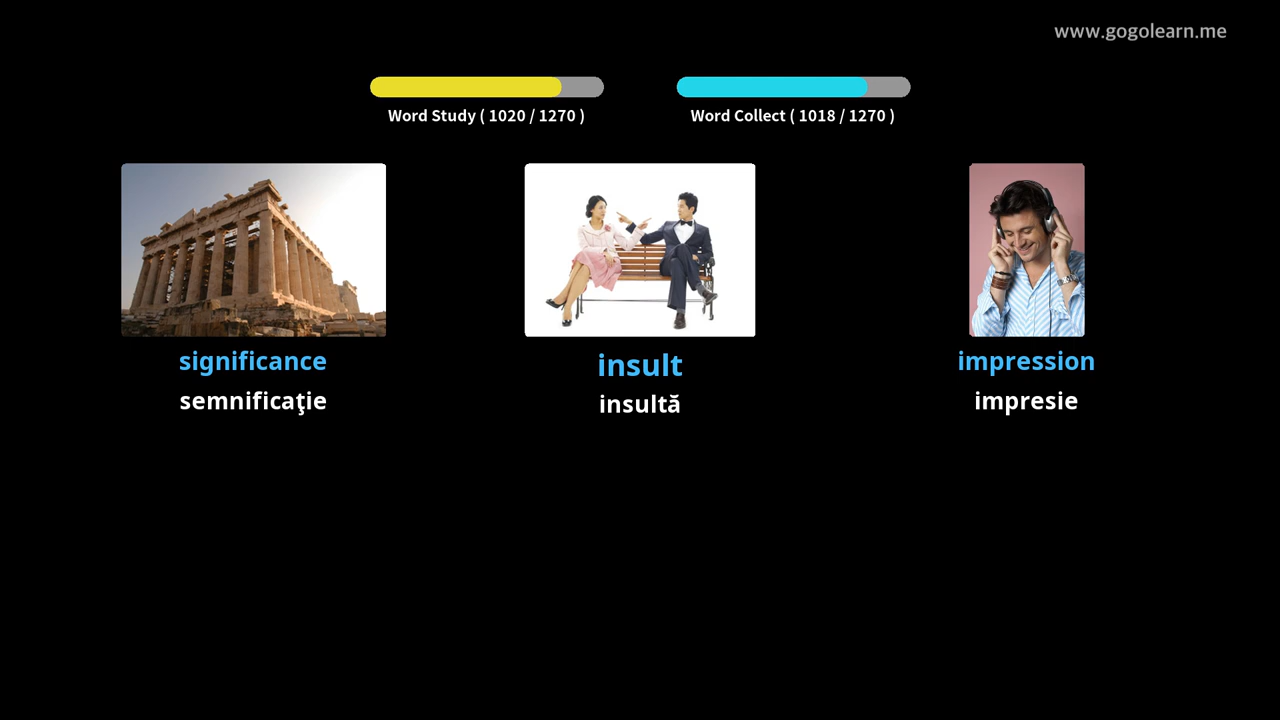 www.gogolearn.me
Word Study ( 1020 / 1270 )
Word Collect ( 1018 / 1270 )
significance
semnificaţie
insult
insultă
impression
impresie